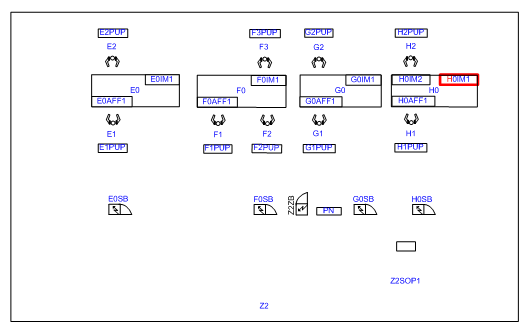 E2PUP F3PUP G2PUP H2PUP
E2 F3 G2 H2
E0IM1 F0IM1 G0IM1 H0IM2 H0IM1
E0 F0 G0 H0
E0AFF1 F0AFF1 G0AFF1 H0AFF1
E1 F1 F2 G1 H1
E1PUP F1PUP F2PUP G1PUP H1PUP
E0SB F0SB Z2ZB G0SB H0SB
PN
Z2SOP1
Z2